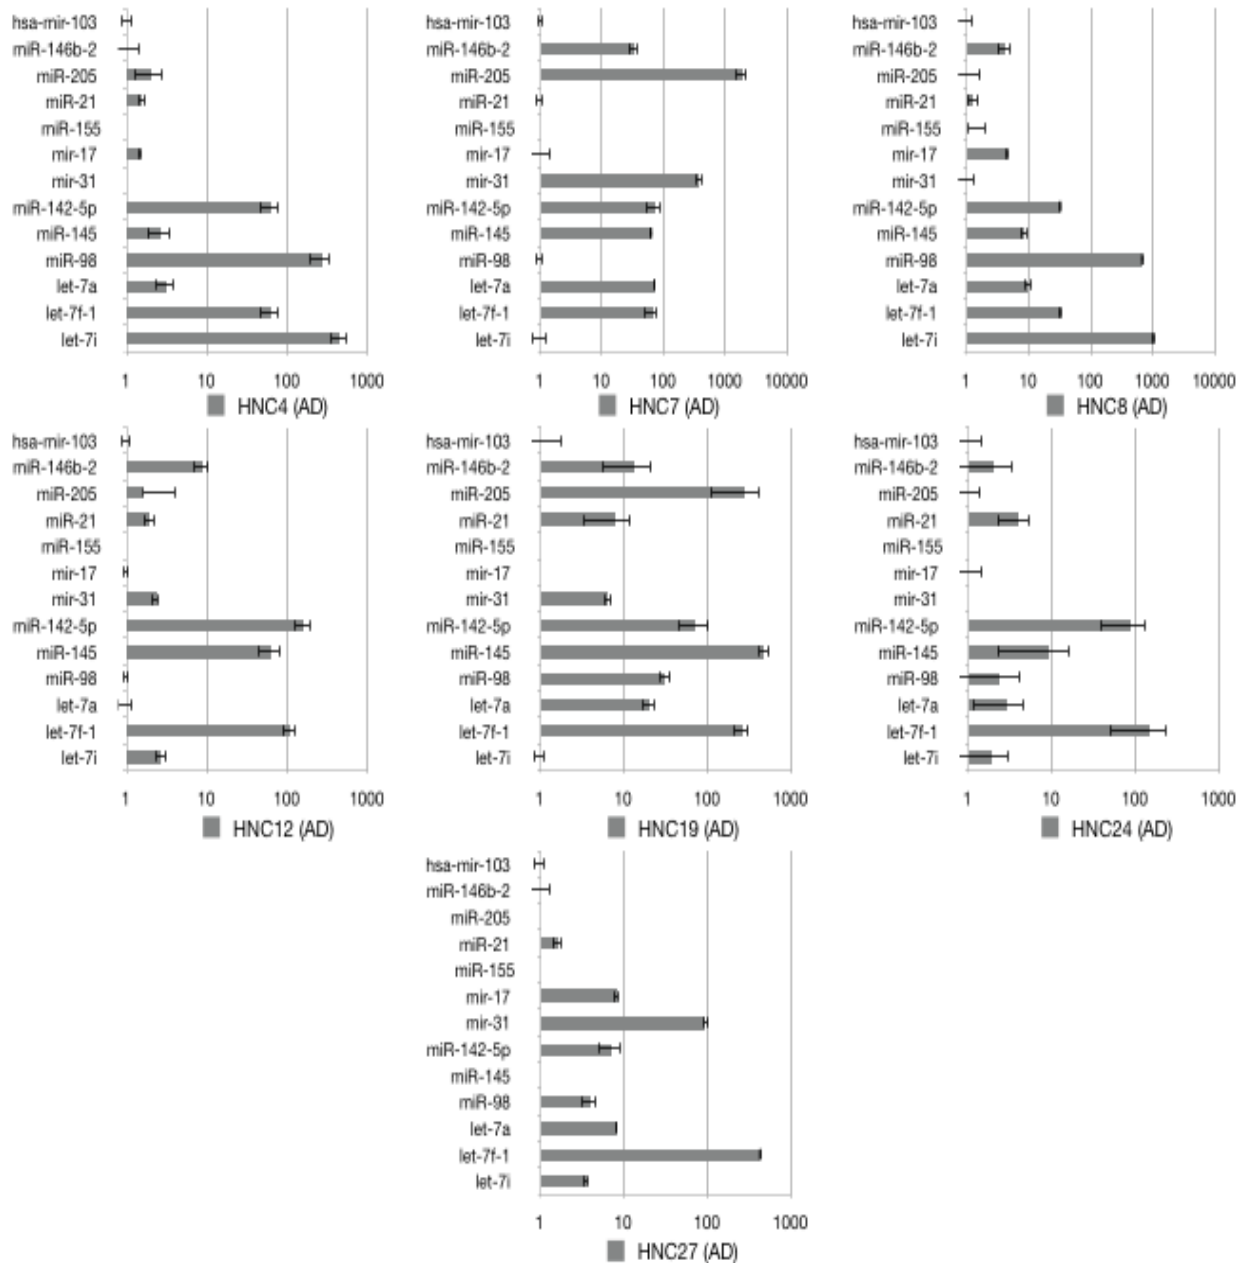 hsa-mir-103
miR-146b-2
miR-205
miR-21
miR-155
mir-17
mir-31
miR-142-5p
miR-145
miR-98
let-7a
let-7f-1
let-7i
1 10 100 1000
HNC4 (AD)
hsa-mir-103
miR-146b-2
miR-205
miR-21
miR-155
mir-17
mir-31
miR-142-5p
miR-145
miR-98
let-7a
let-7f-1
let-7i
1 10 100 1000 10000
HNC7 (AD)
hsa-mir-103
miR-146b-2
miR-205
miR-21
miR-155
mir-17
mir-31
miR-142-5p
miR-145
miR-98
let-7a
let-7f-1
let-7i
1 10 100 1000 10000
HNC8 (AD)
hsa-mir-103
miR-146b-2
miR-205
miR-21
miR-155
mir-17
mir-31
miR-142-5p
miR-145
miR-98
let-7a
let-7f-1
let-7i
1 10 100 1000
HNC12 (AD)
hsa-mir-103
miR-146b-2
miR-205
miR-21
miR-155
mir-17
mir-31
miR-142-5p
miR-145
miR-98
let-7a
let-7f-1
let-7i
1 10 100 1000
HNC19 (AD)
hsa-mir-103
miR-146b-2
miR-205
miR-21
miR-155
mir-17
mir-31
miR-142-5p
miR-145
miR-98
let-7a
let-7f-1
let-7i
1 10 100 1000
HNC24 (AD)
hsa-mir-103
miR-146b-2
miR-205
miR-21
miR-155
mir-17
mir-31
miR-142-5p
miR-145
miR-98
let-7a
let-7f-1
let-7i
1 10 100 1000
HNC27 (AD)